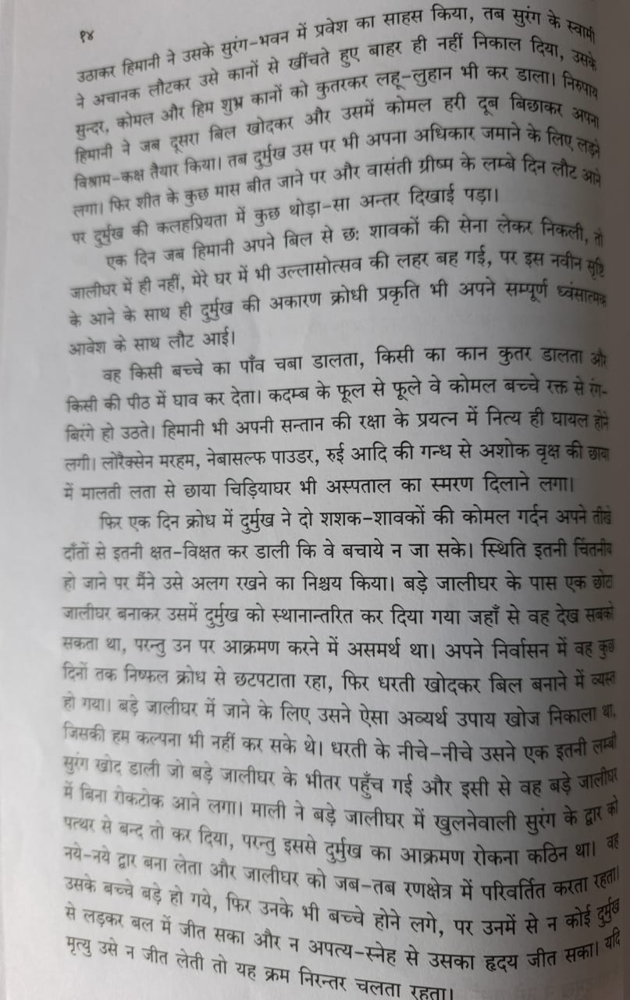 १४
उठाकर हिमानी ने उसके सुरंग-भवन में प्रवेश का साहस किया, तब सुरंग के स्वामी
ने अचानक लौटकर उसे कानों से खींचते हुए बाहर ही नहीं निकाल दिया, उसके
सुन्दर, कोमल और हिम शुभ्र कानों को कुतरकर लहू-लुहान भी कर डाला। निरुपाय
हिमानी ने जब दूसरा बिल खोदकर और उसमें कोमल हरी दूब बिछाकर अपना
विश्राम-कक्ष तैयार किया। तब दुर्मुख उस पर भी अपना अधिकार जमाने के लिए लड़ने
लगा। फिर शीत के कुछ मास बीत जाने पर और वासंती ग्रीष्म के लम्बे दिन लौट आने
पर दुर्मुख की कलहप्रियता में कुछ थोड़ा-सा अन्तर दिखाई पड़ा।
एक दिन जब हिमानी अपने बिल से छः शावकों की सेना लेकर निकली, तो
जालीघर में ही नहीं, मेरे घर में भी उल्लासोत्सव की लहर बह गई, पर इस नवीन सृष्टि
के आने के साथ ही दुर्मुख की अकारण क्रोधी प्रकृति भी अपने सम्पूर्ण ध्वंसात्मक
आवेश के साथ लौट आई।
वह किसी बच्चे का पाँव चबा डालता, किसी का कान कुतर डालता और
किसी की पीठ में घाव कर देता। कदम्ब के फूल से फूले वे कोमल बच्चे रक्त से रंग-
बिरंगे हो उठते। हिमानी भी अपनी सन्तान की रक्षा के प्रयत्न में नित्य ही घायल होने
लगी। लोरैक्सेन मरहम, नेबासल्फ पाउडर, रुई आदि की गन्ध से अशोक वृक्ष की छाया
में मालती लता से छाया चिड़ियाघर भी अस्पताल का स्मरण दिलाने लगा।
फिर एक दिन क्रोध में दुर्मुख ने दो शशक-शावकों की कोमल गर्दन अपने तीखे
दाँतों से इतनी क्षत-विक्षत कर डाली कि वे बचाये न जा सके। स्थिति इतनी चिंतनीय
हो जाने पर मैंने उसे अलग रखने का निश्चय किया। बड़े जालीघर के पास एक छोटा
जालीघर बनाकर उसमें दुर्मुख को स्थानान्तरित कर दिया गया जहाँ से वह देख सबको
सकता था, परन्तु उन पर आक्रमण करने में असमर्थ था। अपने निर्वासन में वह कुछ
दिनों तक निष्फल क्रोध से छटपटाता रहा, फिर धरती खोदकर बिल बनाने में व्यस्त
हो गया। बड़े जालीघर में जाने के लिए उसने ऐसा अव्यर्थ उपाय खोज निकाला था,
जिसकी हम कल्पना भी नहीं कर सके थे। धरती के नीचे-नीचे उसने एक इतनी लम्बी
सुरंग खोद डाली जो बड़े जालीघर के भीतर पहुँच गई और इसी से वह बड़े जालीघर
में बिना रोकटोक आने लगा। माली ने बड़े जालीघर में खुलनेवाली सुरंग के द्वार को
पत्थर से बन्द तो कर दिया, परन्तु इससे दुर्मुख का आक्रमण रोकना कठिन था। वह
नये-नये द्वार बना लेता और जालीघर को जब-तब रणक्षेत्र में परिवर्तित करता रहता।
उसके बच्चे बड़े हो गये, फिर उनके भी बच्चे होने लगे, पर उनमें से न कोई दुर्मुख
से लड़कर बल में जीत सका और न अपत्य-स्नेह से उसका हृदय जीत सका। यदि
मृत्यु उसे न जीत लेती तो यह क्रम निरन्तर चलता रहता।